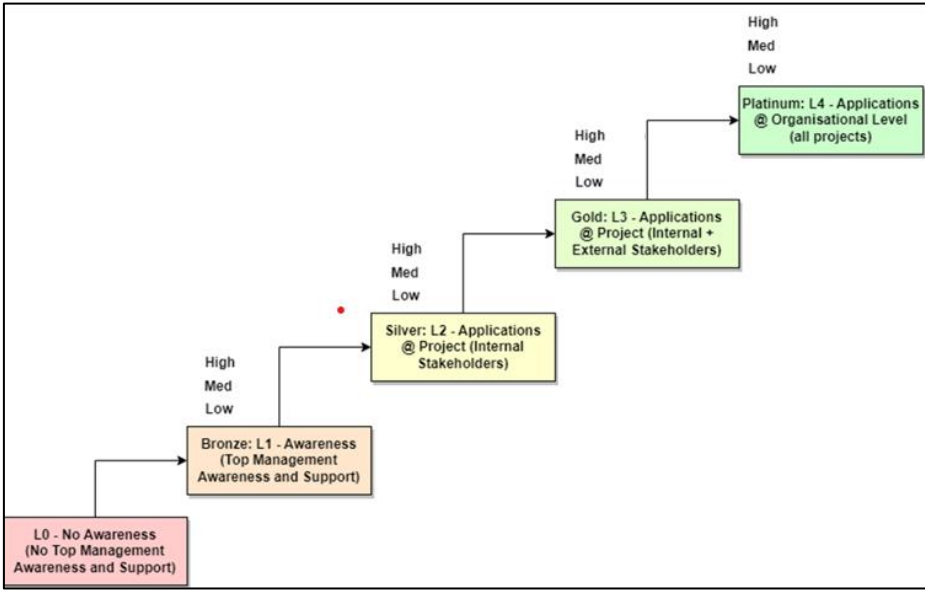 High
Med
Low
Platinum: L4 - Applications
@ Organisational Level
(all projects)
High
Med
Low
Gold: L3 - Applications
@ Project (Internal +
External Stakeholders)
High
Med
Low
Silver: L2 - Applications
@ Project (Internal
Stakeholders)
High
Med
Low
Bronze: L1 - Awareness
(Top Management
Awareness and Support)
L0 - No Awareness
(No Top Management
Awareness and Support)